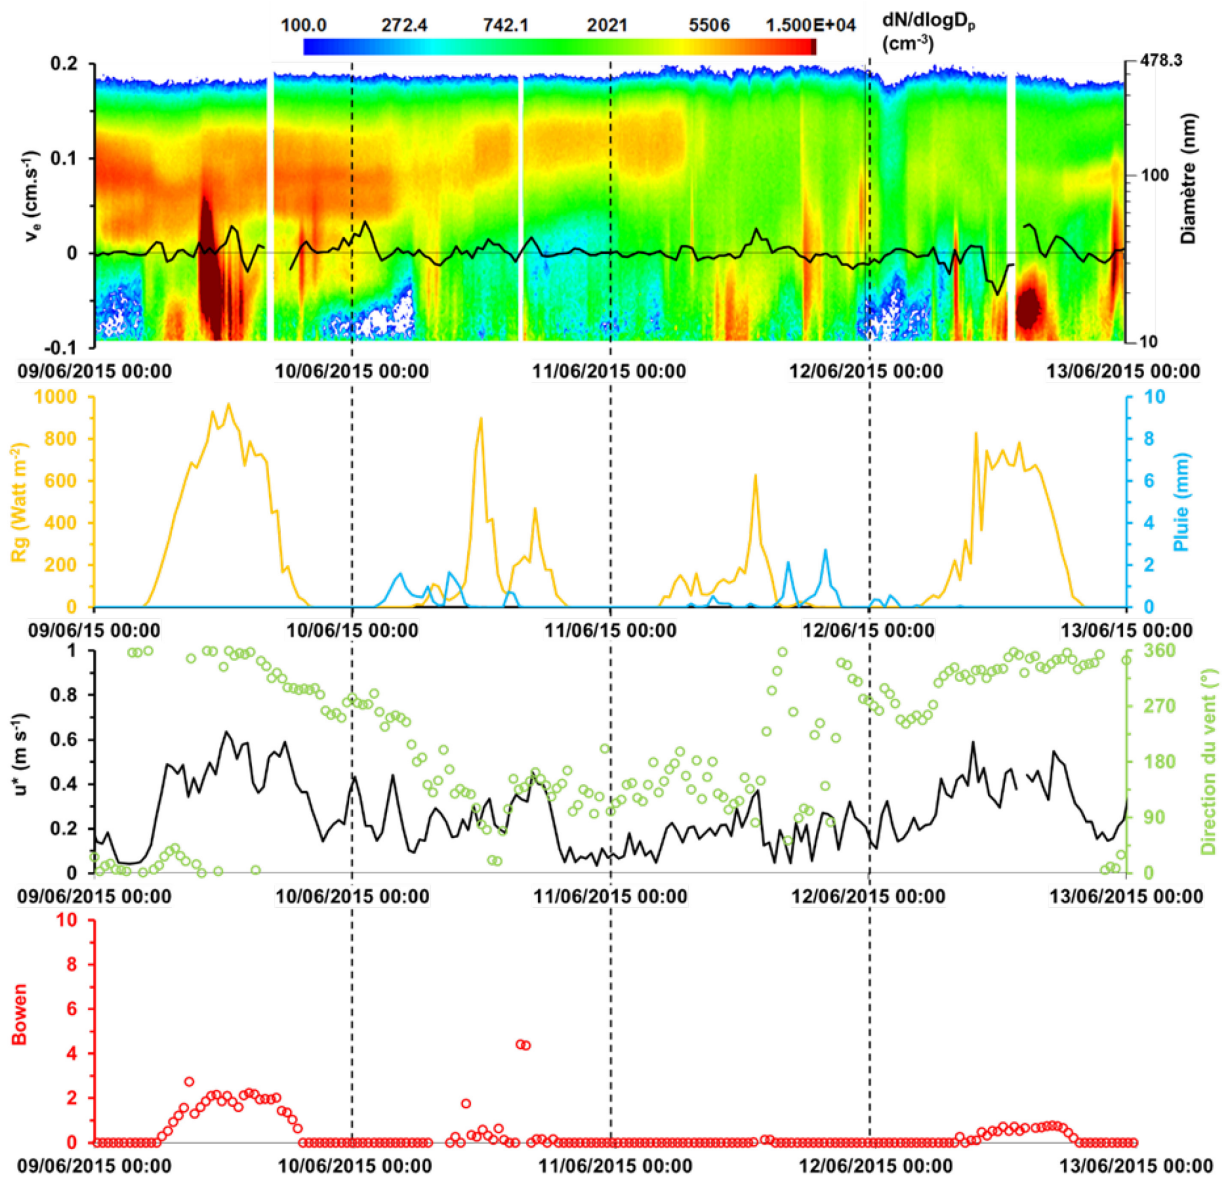 100.0 272.4 742.1 2021 5506 1.500E+04 dN/dlogDp
(cm-3)
0.2 478.3
0.1 100
0
-0.1 10
ve (cm.s-1)
Diamètre (nm)
09/06/2015 00:00 10/06/2015 00:00 11/06/2015 00:00 12/06/2015 00:00 13/06/2015 00:00
1000 10
800 8
600 6
400 4
200 2
0 0
Rg (Watt m-2)
Pluie (mm)
09/06/15 00:00 10/06/15 00:00 11/06/15 00:00 12/06/15 00:00 13/06/15 00:00
1 360
0.8 270
0.6 180
0.4 90
0.2 0
0
u* (m s-1)
Direction du vent (°)
09/06/2015 00:00 10/06/2015 00:00 11/06/2015 00:00 12/06/2015 00:00 13/06/2015 00:00
10
8
6
4
2
0
Bowen
09/06/2015 00:00 10/06/2015 00:00 11/06/2015 00:00 12/06/2015 00:00 13/06/2015 00:00